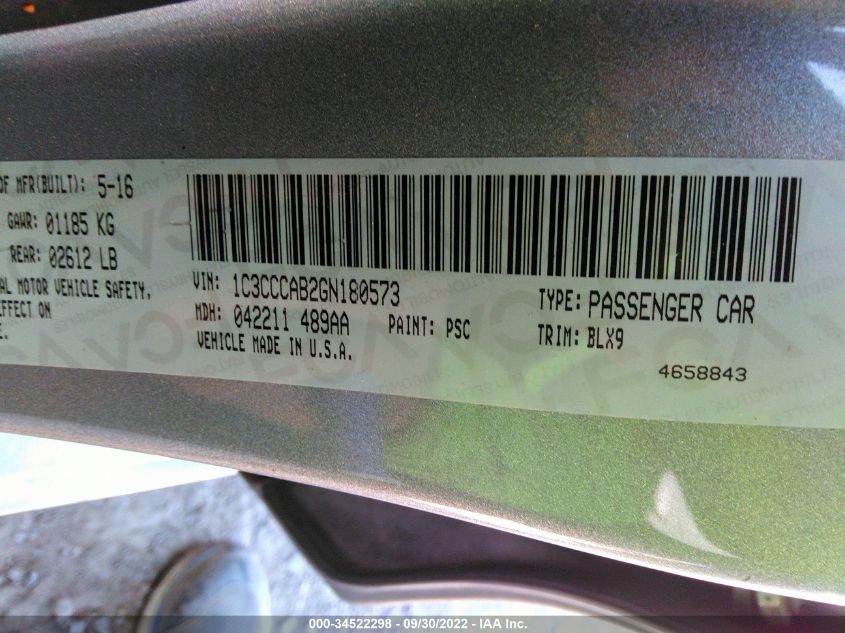 OF MFR(BUILT): 5-16
GAWR: 01185 KG
REAR: 02612 LB
AL MOTOR VEHICLE SAFETY,
EFFECT ON
E.
VIN: 1C3CCCAB2GN180573
MDH: 042211 489AA PAINT: PSC
VEHICLE MADE IN U.S.A.
TYPE: PASSENGER CAR
TRIM: BLX9
4658843
000-34522298 - 09/30/2022 - IAA Inc.